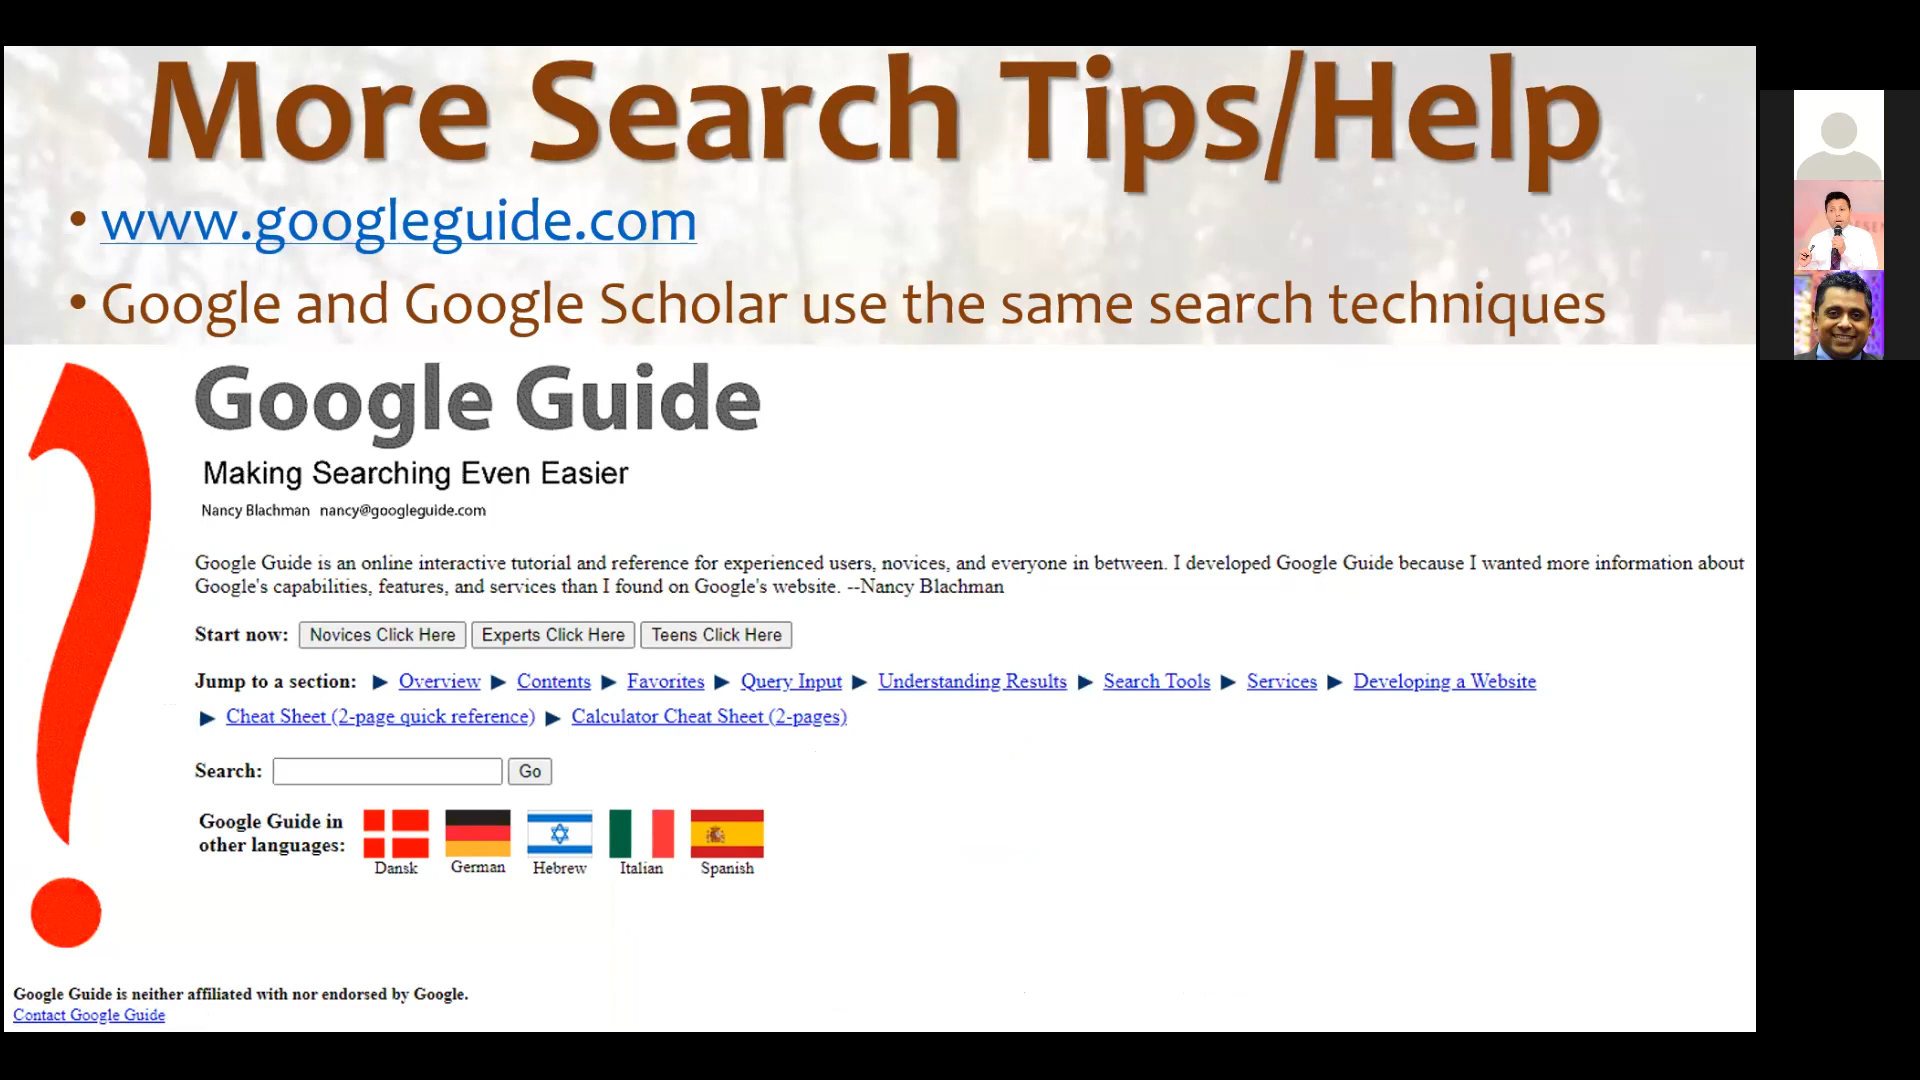 More Search Tips/Help
• www.googleguide.com
• Google and Google Scholar use the same search techniques
Google Guide
Making Searching Even Easier
Nancy Blachman nancy@googleguide.com
Google Guide is an online interactive tutorial and reference for experienced users, novices, and everyone in between. I developed Google Guide because I wanted more information about
Google's capabilities, features, and services than I found on Google's website. --Nancy Blachman
Start now: Novices Click Here Experts Click Here Teens Click Here
Jump to a section: ► Overview ► Contents ► Favorites ► Query Input ► Understanding Results ► Search Tools ► Services ► Developing a Website
► Cheat Sheet (2-page quick reference) ► Calculator Cheat Sheet (2-pages)
Search: Go
Google Guide in
other languages:
Dansk German Hebrew Italian Spanish
Google Guide is neither affiliated with nor endorsed by Google.
Contact Google Guide